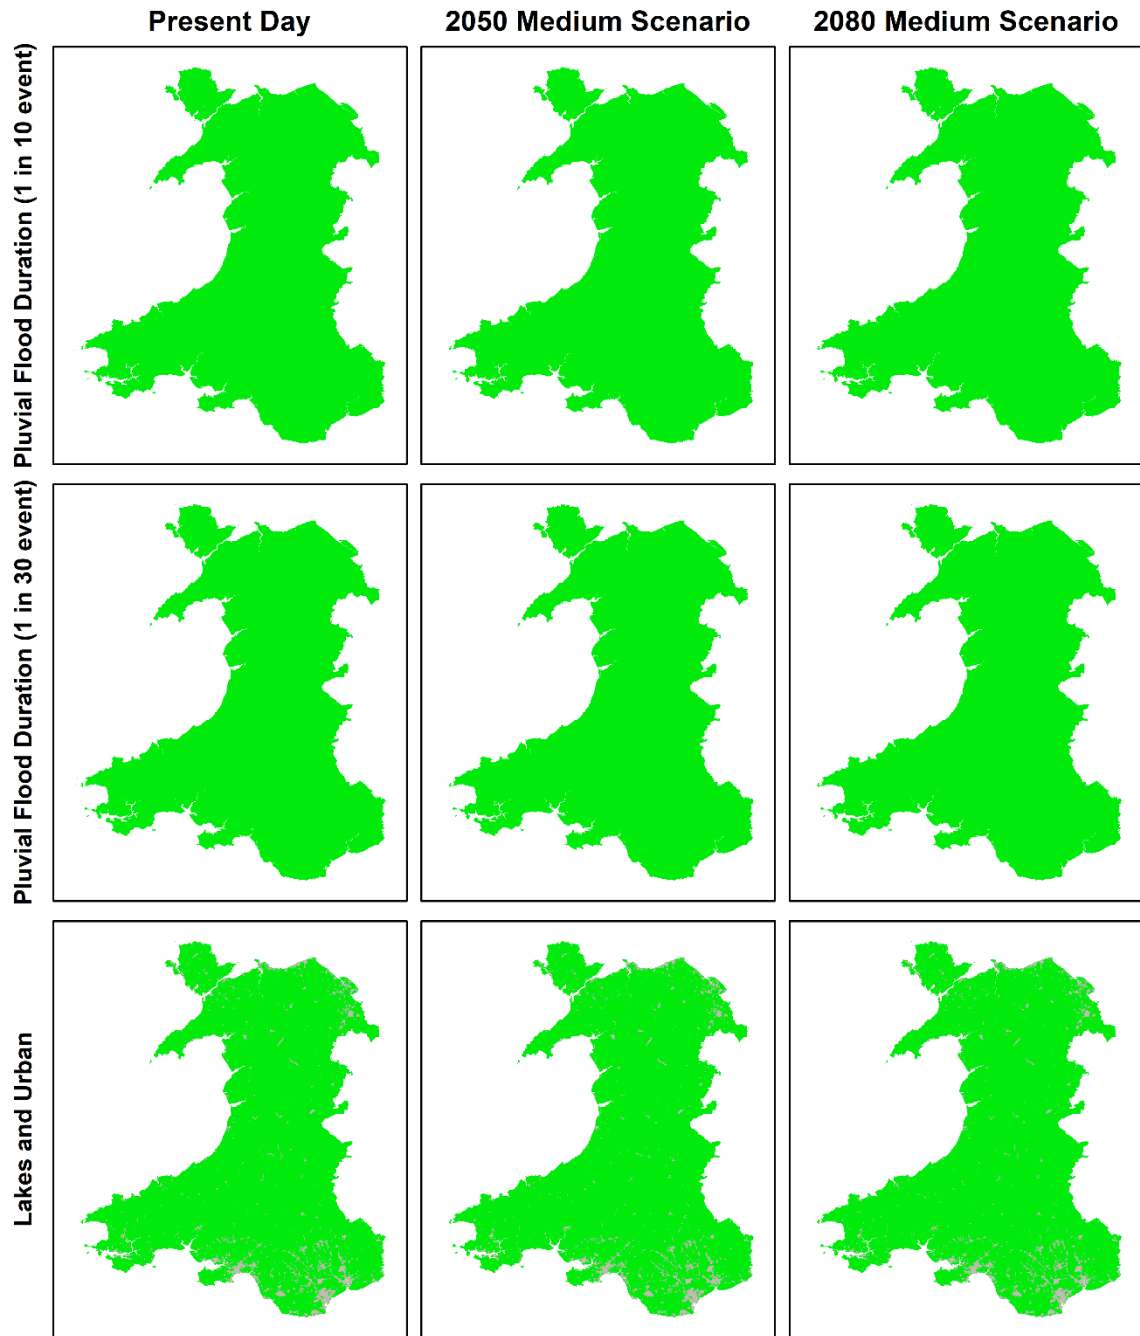 Present Day
2050 Medium Scenario
2080 Medium Scenario
Pluvial Flood Duration (1 in 10 event)
Pluvial Flood Duration (1 in 30 event)
Lakes and Urban